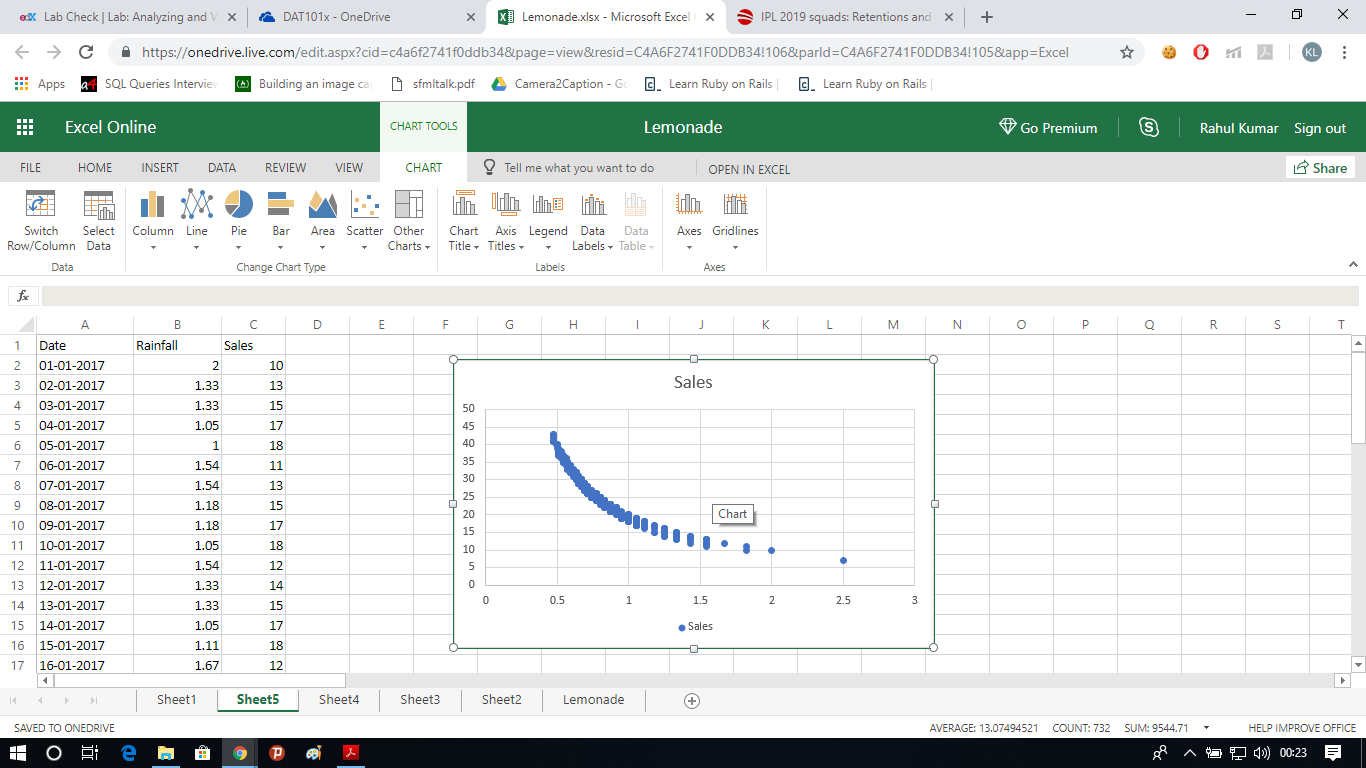 edX Lab Check | Lab: Analyzing and V
DAT101x - OneDrive
Lemonade.xlsx - Microsoft Excel
IPL 2019 squads: Retentions and
https://onedrive.live.com/edit.aspx?cid=c4a6f2741f0ddb34&page=view&resid=C4A6F2741F0DDB34!106&parId=C4A6F2741F0DDB34!105&app=Excel
KL
Apps
SQL Queries Interview
Building an image ca
sfmltalk.pdf
Camera2Caption - Go
Learn Ruby on Rails |
Learn Ruby on Rails |
Excel Online
CHART TOOLS
Lemonade
Go Premium
Rahul Kumar
Sign out
FILE HOME INSERT DATA REVIEW VIEW CHART
Tell me what you want to do
OPEN IN EXCEL
Share
Switch Select Column Line Pie Bar Area Scatter Other Chart Axis Legend Data Data Axes Gridlines
Row/Column Data Charts Title Titles Labels Table
Data Change Chart Type Labels Axes
fx
A B C D E F G H I J K L M N O P Q R S T
1 Date Rainfall Sales
2 01-01-2017 2 10
3 02-01-2017 1.33 13
4 03-01-2017 1.33 15
5 04-01-2017 1.05 17
6 05-01-2017 1 18
7 06-01-2017 1.54 11
8 07-01-2017 1.54 13
9 08-01-2017 1.18 15
10 09-01-2017 1.18 17
11 10-01-2017 1.05 18
12 11-01-2017 1.54 12
13 12-01-2017 1.33 14
14 13-01-2017 1.33 15
15 14-01-2017 1.05 17
16 15-01-2017 1.11 18
17 16-01-2017 1.67 12
Sales
50
45
40
35
30
25
20
15
10
5
0
0 0.5 1 1.5 2 2.5 3
Chart
Sales
Sheet1 Sheet5 Sheet4 Sheet3 Sheet2 Lemonade
SAVED TO ONEDRIVE
AVERAGE: 13.07494521 COUNT: 732 SUM: 9544.71
HELP IMPROVE OFFICE
00:23